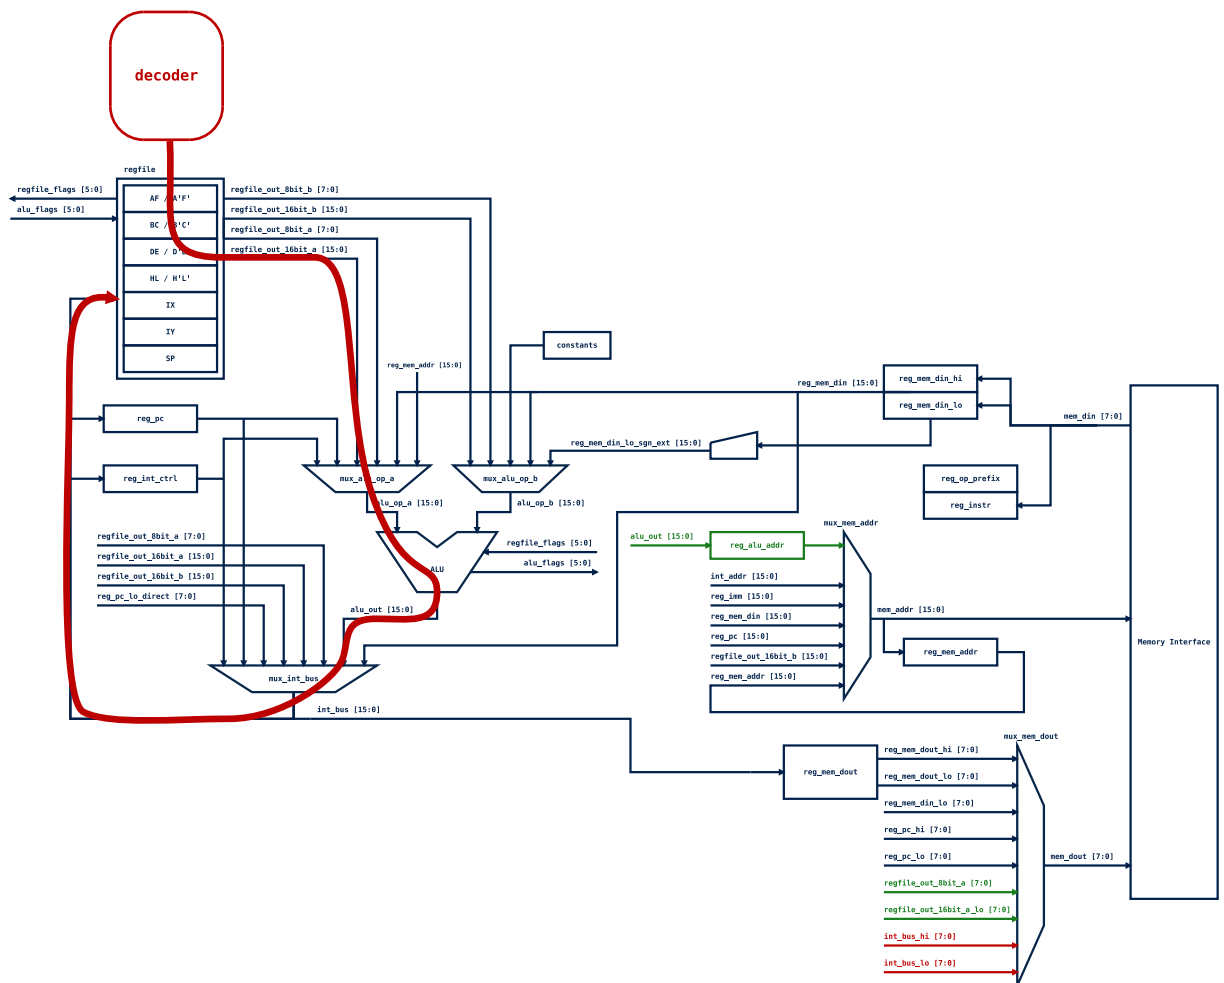 decoder
regfile
regfile_flags [5:0]
alu_flags [5:0]
AF / A'F'
BC / B'C'
DE /
HL / H'L'
IX
IY
SP
regfile_out_8bit_b [7:0]
regfile_out_16bit_b [15:0]
regfile_out_8bit_a [7:0]
regfile_out_16bit_a [15:0]
constants
reg_mem_addr [15:0]
reg_mem_din [15:0]
reg_mem_din_hi
reg_mem_din_lo
mem_din [7:0]
reg_pc
reg_int_ctrl
reg_mem_din_lo_sgn_ext [15:0]
mux_alu_op_a
mux_alu_op_b
alu_op_a [15:0]
alu_op_b [15:0]
reg_op_prefix
reg_instr
mux_mem_addr
regfile_out_8bit_a [7:0]
regfile_out_16bit_a [15:0]
regfile_out_16bit_b [15:0]
reg_pc_lo_direct [7:0]
ALU
regfile_flags [5:0]
alu_flags [5:0]
alu_out [15:0]
alu_out [15:0]
reg_alu_addr
int_addr [15:0]
reg_imm [15:0]
reg_mem_din [15:0]
reg_pc [15:0]
regfile_out_16bit_b [15:0]
reg_mem_addr [15:0]
mem_addr [15:0]
reg_mem_addr
Memory Interface
mux_int_bus
int_bus [15:0]
mux_mem_dout
reg_mem_dout
reg_mem_dout_hi [7:0]
reg_mem_dout_lo [7:0]
reg_mem_din_lo [7:0]
reg_pc_hi [7:0]
reg_pc_lo [7:0]
regfile_out_8bit_a [7:0]
regfile_out_16bit_a_lo [7:0]
int_bus_hi [7:0]
int_bus_lo [7:0]
mem_dout [7:0]